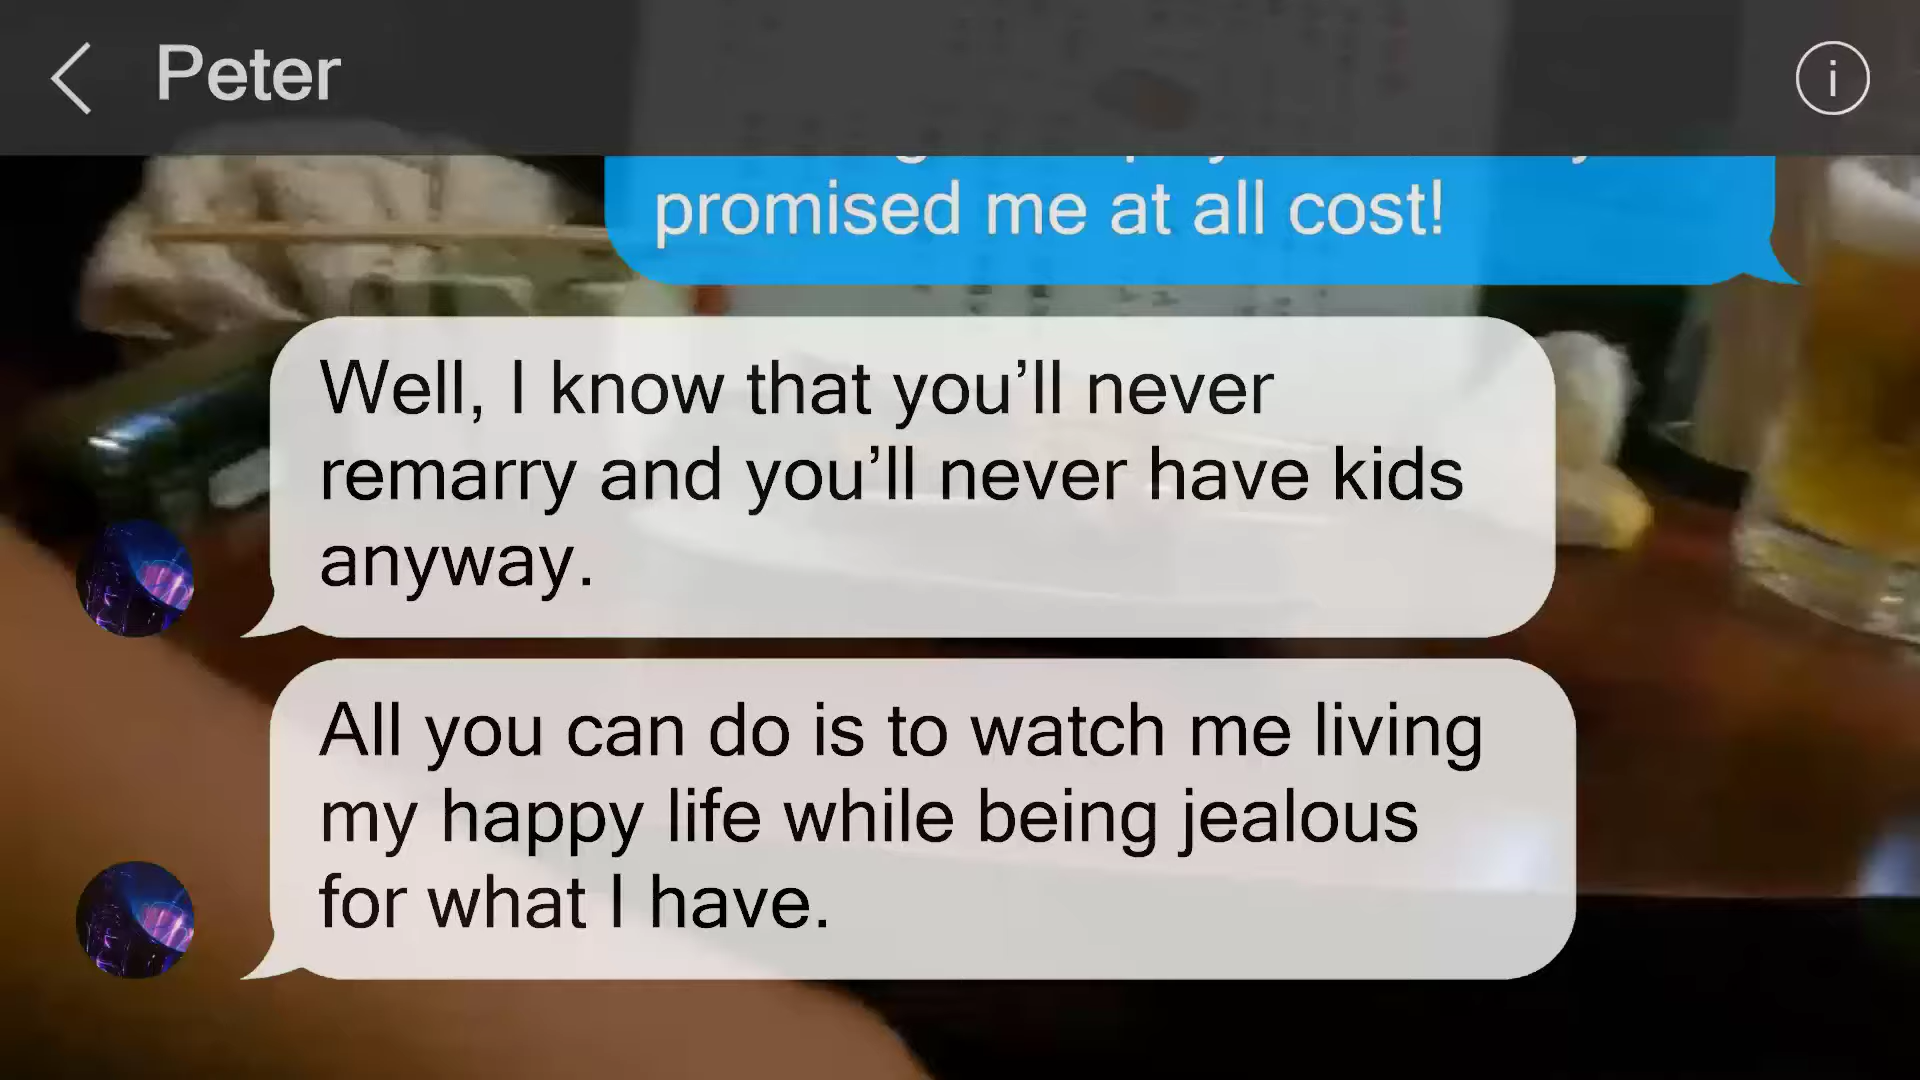 Peter
promised me at all cost!
Well, I know that you’ll never
remarry and you’ll never have kids
anyway.
All you can do is to watch me living
my happy life while being jealous
for what I have.